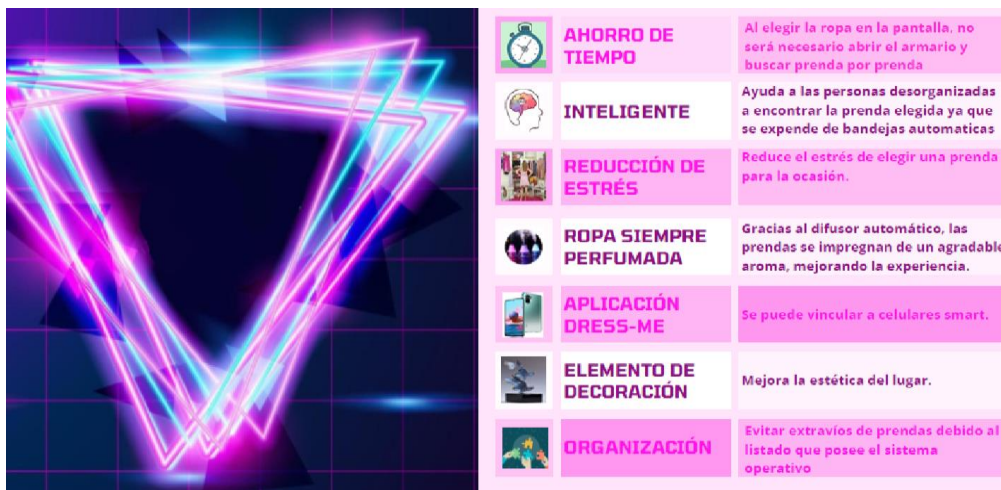 AHORRO DE
TIEMPO
Al elegir la ropa en la pantalla, no
será necesario abrir el armario y
buscar prenda por prenda
INTELIGENTE
Ayuda a las personas desorganizadas
a encontrar la prenda elegida ya que
se expende de bandejas automaticas
REDUCCIÓN DE
ESTRÉS
Reduce el estrés de elegir una prenda
para la ocasión.
ROPA SIEMPRE
PERFUMADA
Gracias al difusor automático, las
prendas se impregnan de un agradable
aroma, mejorando la experiencia.
APLICACIÓN
DRESS-ME
Se puede vincular a celulares smart.
ELEMENTO DE
DECORACIÓN
Mejora la estética del lugar.
ORGANIZACIÓN
Evitar extravíos de prendas debido al
listado que posee el sistema
operativo